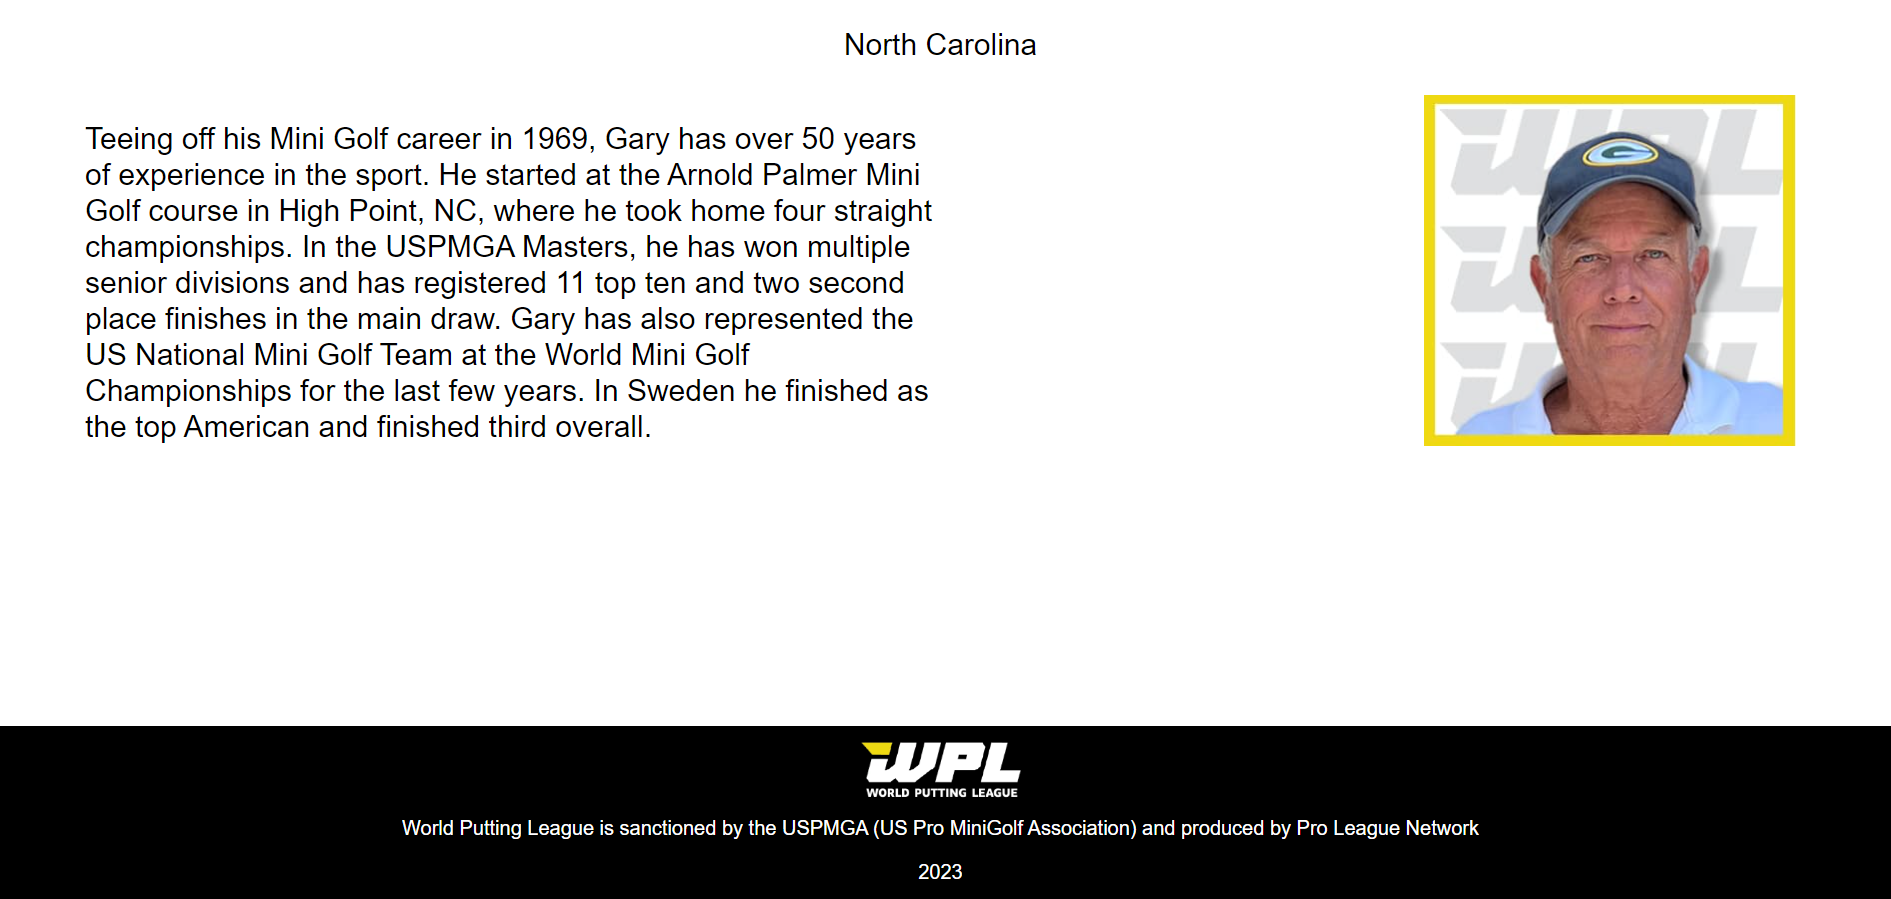 North Carolina
Teeing off his Mini Golf career in 1969, Gary has over 50 years
of experience in the sport. He started at the Arnold Palmer Mini
Golf course in High Point, NC, where he took home four straight
championships. In the USPMGA Masters, he has won multiple
senior divisions and has registered 11 top ten and two second
place finishes in the main draw. Gary has also represented the
US National Mini Golf Team at the World Mini Golf
Championships for the last few years. In Sweden he finished as
the top American and finished third overall.
WPL
WPL
WPL
G
WPL
WORLD PUTTING LEAGUE
World Putting League is sanctioned by the USPMGA (US Pro MiniGolf Association) and produced by Pro League Network
2023